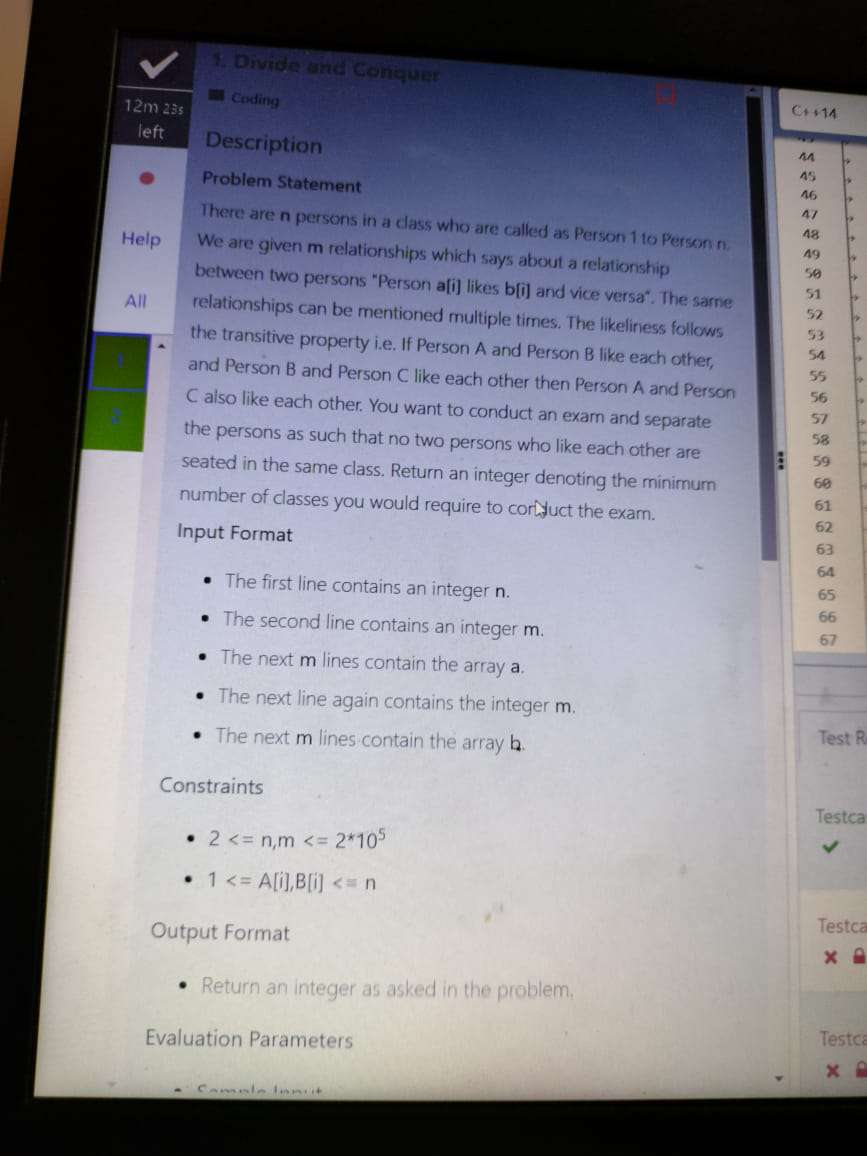 1. Divide and Conquer
Coding
12m 23s
left
Help
All
1
2
Description
Problem Statement
There are n persons in a class who are called as Person 1 to Person n.
We are given m relationships which says about a relationship
between two persons "Person a[i] likes b[i] and vice versa". The same
relationships can be mentioned multiple times. The likeliness follows
the transitive property i.e. If Person A and Person B like each other,
and Person B and Person C like each other then Person A and Person
C also like each other. You want to conduct an exam and separate
the persons as such that no two persons who like each other are
seated in the same class. Return an integer denoting the minimum
number of classes you would require to conduct the exam.
Input Format
• The first line contains an integer n.
• The second line contains an integer m.
• The next m lines contain the array a.
• The next line again contains the integer m.
• The next m lines contain the array b.
Constraints
• 2 <= n,m <= 2*10^5
• 1 <= A[i],B[i] <= n
Output Format
• Return an integer as asked in the problem.
Evaluation Parameters
C++14
44
45
46
47
48
49
50
51
52
53
54
55
56
57
58
59
60
61
62
63
64
65
66
67
Test R
Testca
Testca
Testca